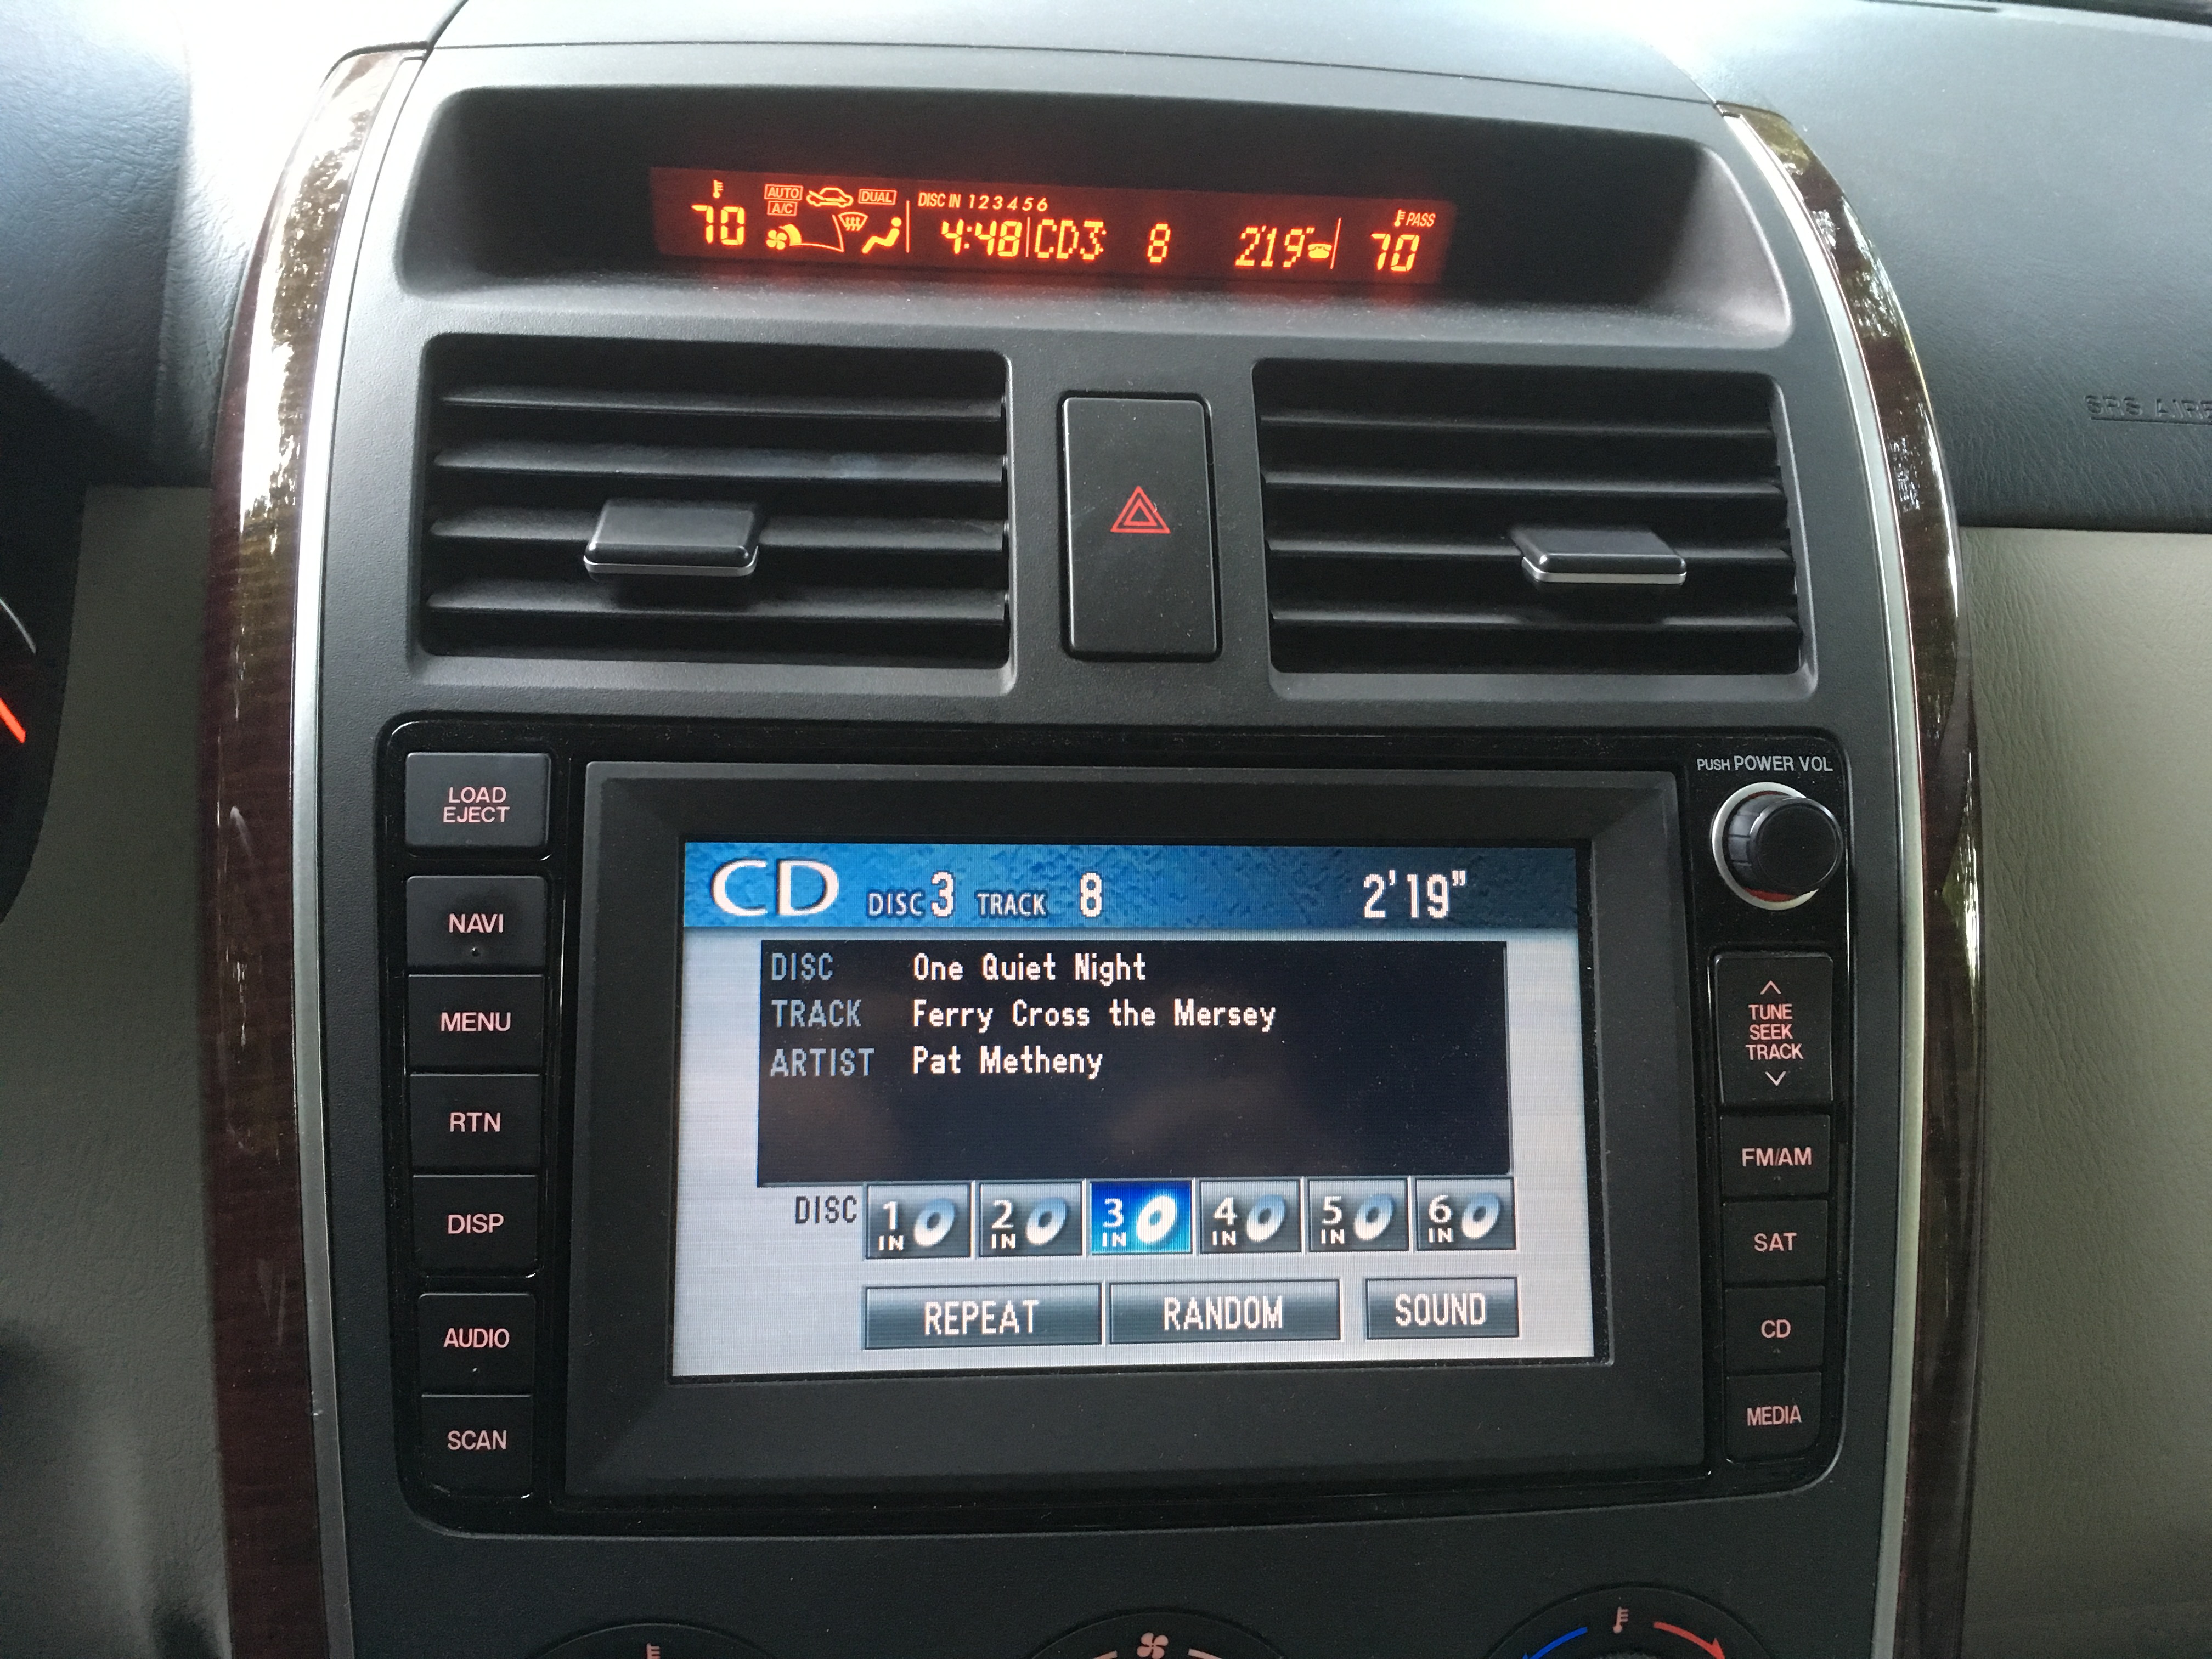 AUTO DUAL DISC IN 1 2 3 4 5 6 PASS
A/C
70 4:48 CD3 8 2'19" 70
SRS
PUSH POWER VOL
LOAD
EJECT
NAVI
MENU
RTN
DISP
AUDIO
SCAN
CD DISC 3 TRACK 8 2'19"
DISC One Quiet Night
TRACK Ferry Cross the Mersey
ARTIST Pat Metheny
DISC 1 IN 2 IN 3 IN 4 IN 5 IN 6 IN
REPEAT RANDOM SOUND
TUNE
SEEK
TRACK
FM/AM
SAT
CD
MEDIA